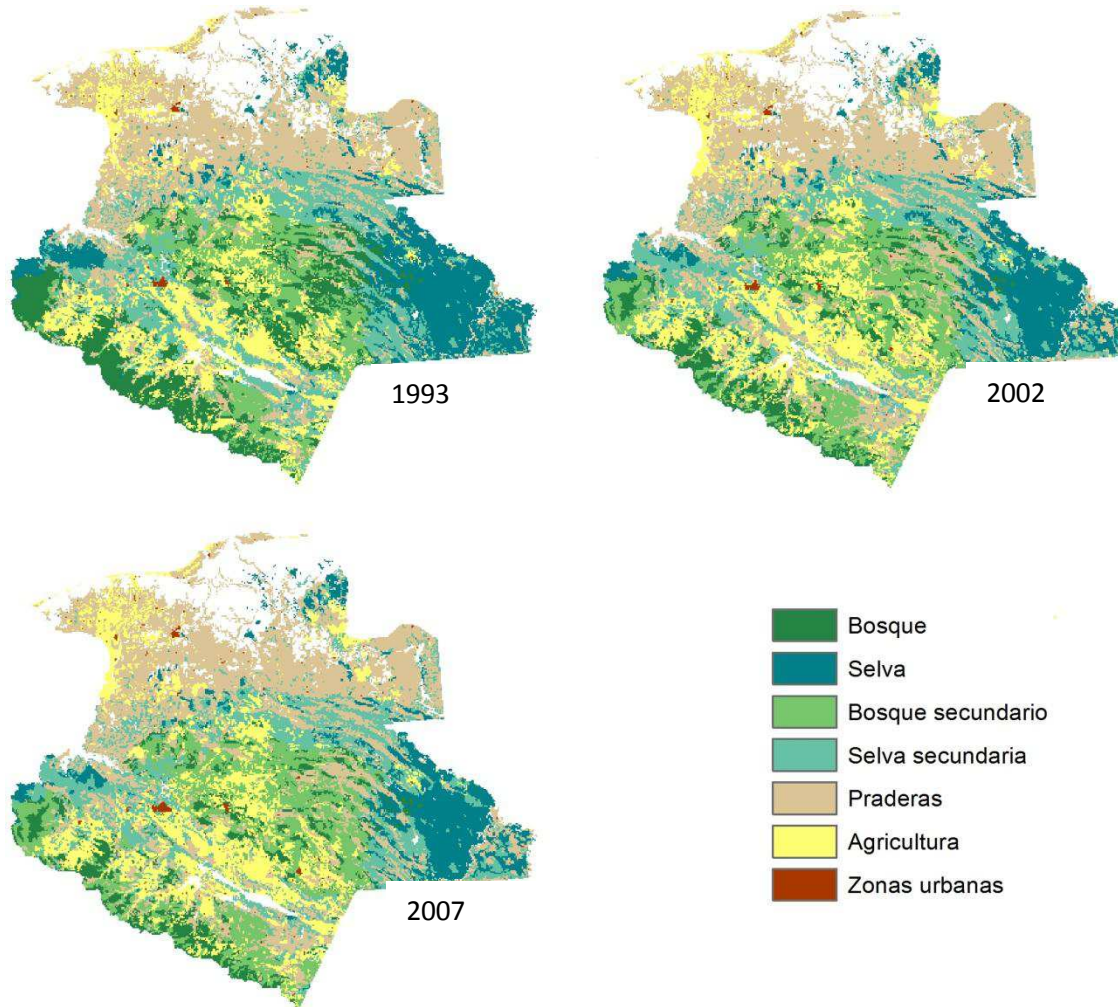 1993
2002
2007
Bosque
Selva
Bosque secundario
Selva secundaria
Praderas
Agricultura
Zonas urbanas